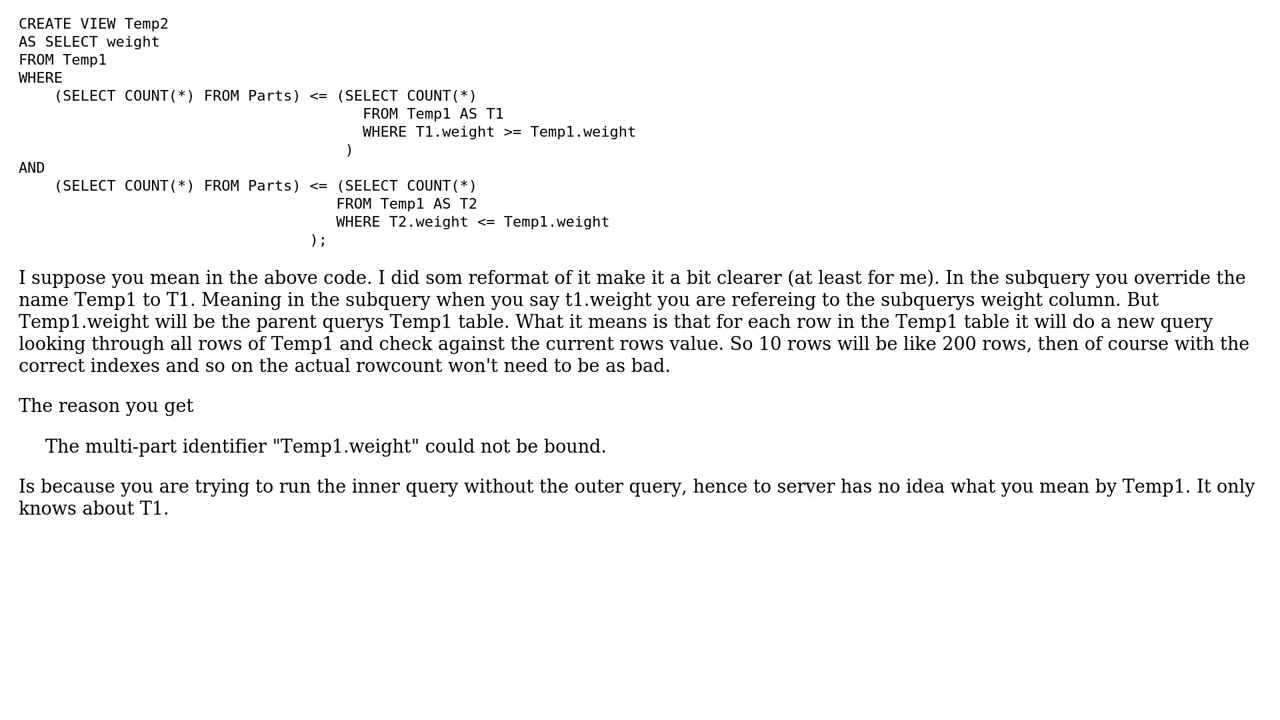 CREATE VIEW Temp2
AS SELECT weight
FROM Temp1
WHERE
    (SELECT COUNT(*) FROM Parts) <= (SELECT COUNT(*)
                                       FROM Temp1 AS T1
                                       WHERE T1.weight >= Temp1.weight
                                     )
AND
    (SELECT COUNT(*) FROM Parts) <= (SELECT COUNT(*)
                                    FROM Temp1 AS T2
                                    WHERE T2.weight <= Temp1.weight
                                 );
I suppose you mean in the above code. I did som reformat of it make it a bit clearer (at least for me). In the subquery you override the
name Temp1 to T1. Meaning in the subquery when you say t1.weight you are refereing to the subquerys weight column. But
Temp1.weight will be the parent querys Temp1 table. What it means is that for each row in the Temp1 table it will do a new query
looking through all rows of Temp1 and check against the current rows value. So 10 rows will be like 200 rows, then of course with the
correct indexes and so on the actual rowcount won't need to be as bad.
The reason you get
The multi-part identifier "Temp1.weight" could not be bound.
Is because you are trying to run the inner query without the outer query, hence to server has no idea what you mean by Temp1. It only
knows about T1.